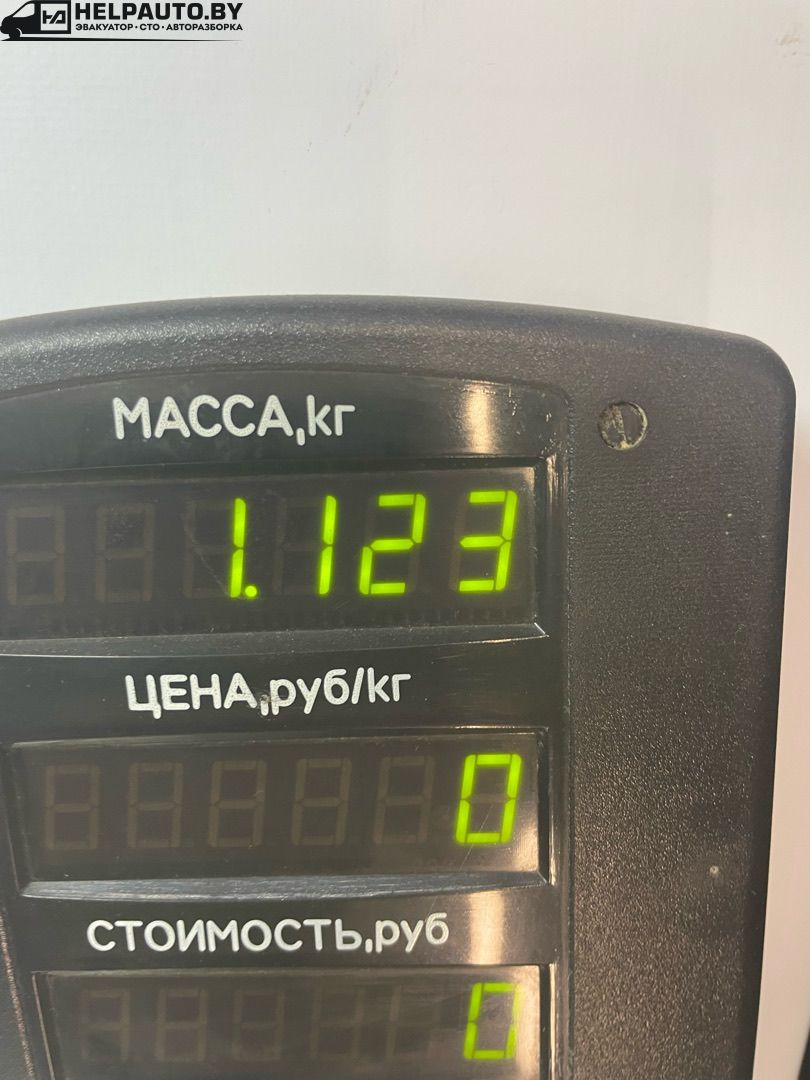 HELPAUTO.BY
ЭВАКУАТОР • СТО • АВТОРАЗБОРКА
МАССА,кг
1.123
ЦЕНА,руб/кг
0
СТОИМОСТЬ,руб
0